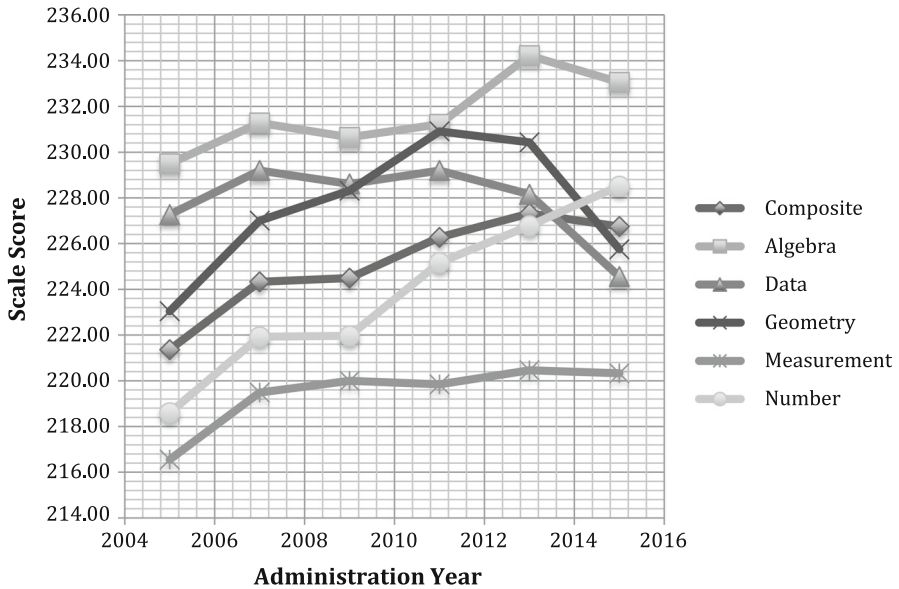 236.00
234.00
232.00
230.00
228.00
226.00
224.00
222.00
220.00
218.00
216.00
214.00
2004 2006 2008 2010 2012 2014 2016
Scale Score
Administration Year
Composite
Algebra
Data
Geometry
Measurement
Number